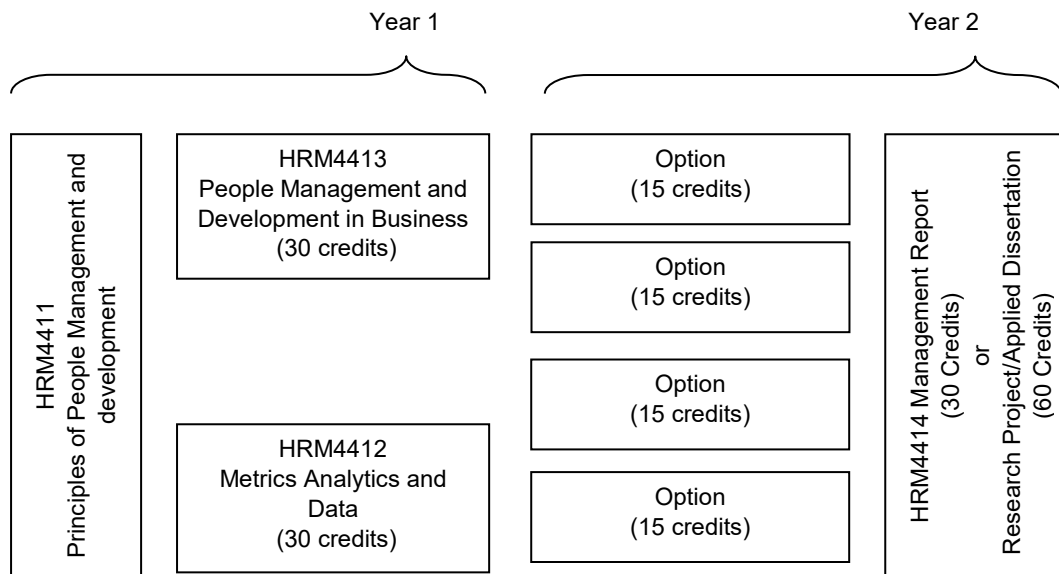 Year 1
Year 2
HRM4411
Principles of People Management and
development
HRM4413
People Management and
Development in Business
(30 credits)
HRM4412
Metrics Analytics and
Data
(30 credits)
Option
(15 credits)
Option
(15 credits)
Option
(15 credits)
Option
(15 credits)
HRM4414 Management Report
(30 Credits)
or
Research Project/Applied Dissertation
(60 Credits)